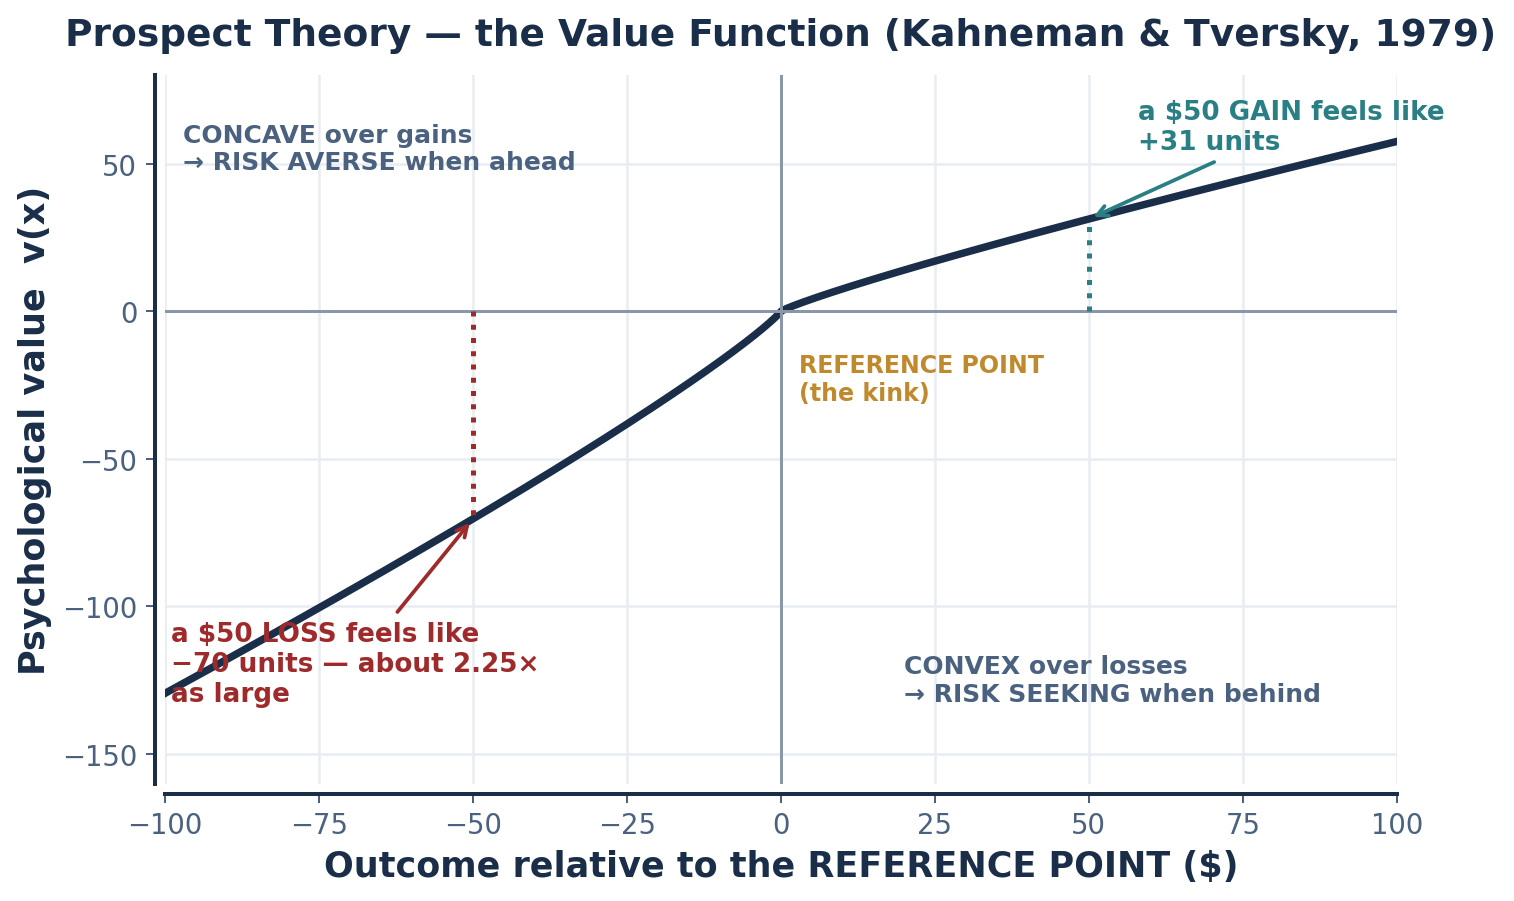 Prospect Theory — the Value Function (Kahneman & Tversky, 1979)
a $50 GAIN feels like
+31 units
CONCAVE over gains
→ RISK AVERSE when ahead
REFERENCE POINT
(the kink)
a $50 LOSS feels like
−70 units — about 2.25×
as large
CONVEX over losses
→ RISK SEEKING when behind
Psychological value v(x)
50
0
−50
−100
−150
−100
−75
−50
−25
0
25
50
75
100
Outcome relative to the REFERENCE POINT ($)